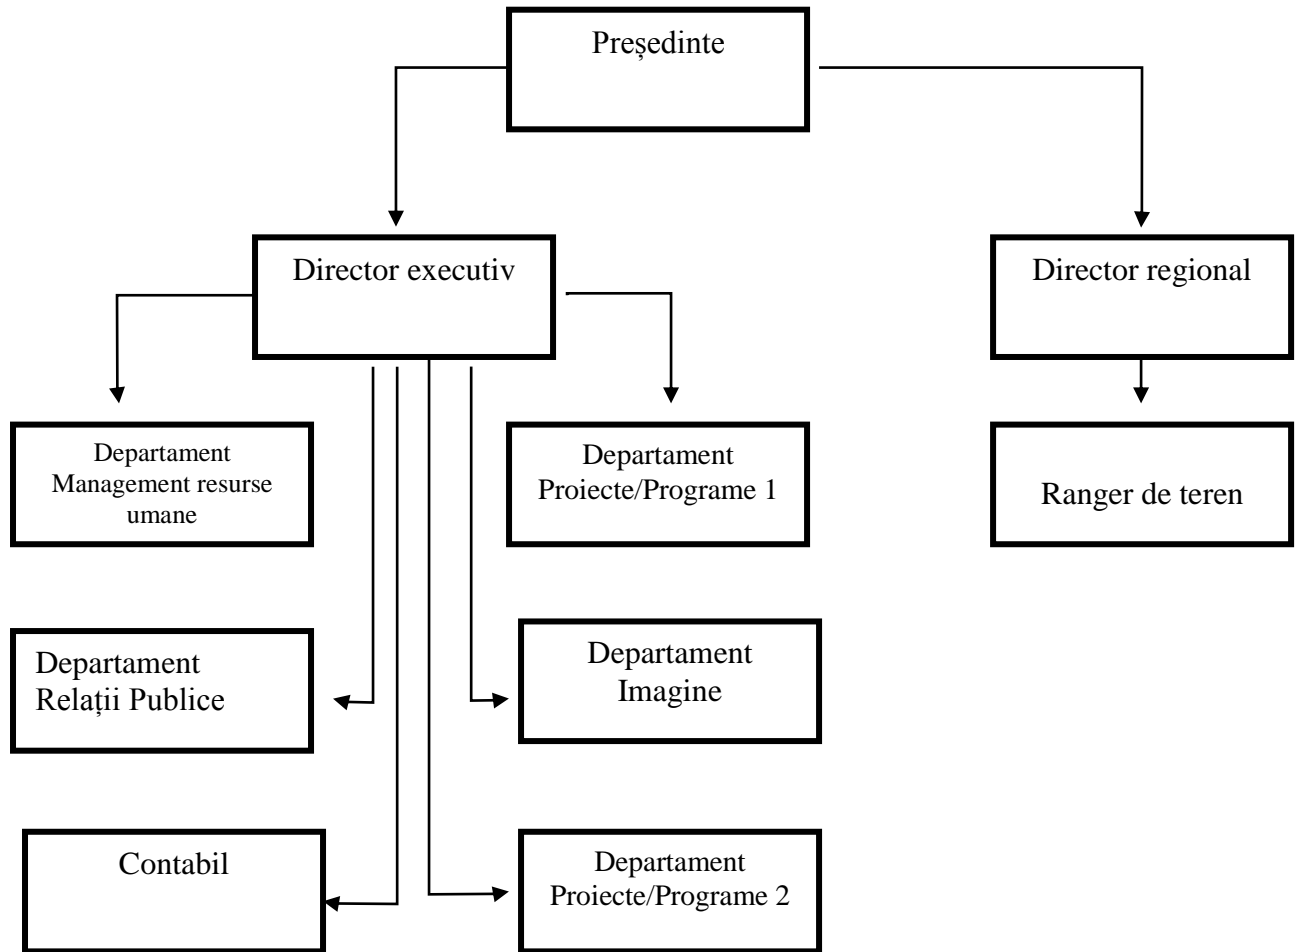 Președinte
Director executiv
Director regional
Departament
Management resurse
umane
Departament
Proiecte/Programe 1
Ranger de teren
Departament
Relații Publice
Departament
Imagine
Contabil
Departament
Proiecte/Programe 2